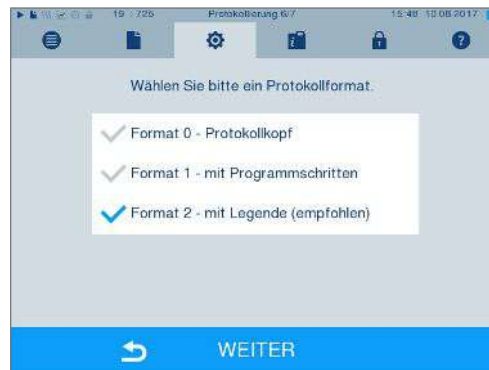 19 : 726 Protokollierung 6/7 15:48 10.08.2017
Wählen Sie bitte ein Protokollformat.
Format 0 - Protokollkopf
Format 1 - mit Programmschritten
Format 2 - mit Legende (empfohlen)
WEITER